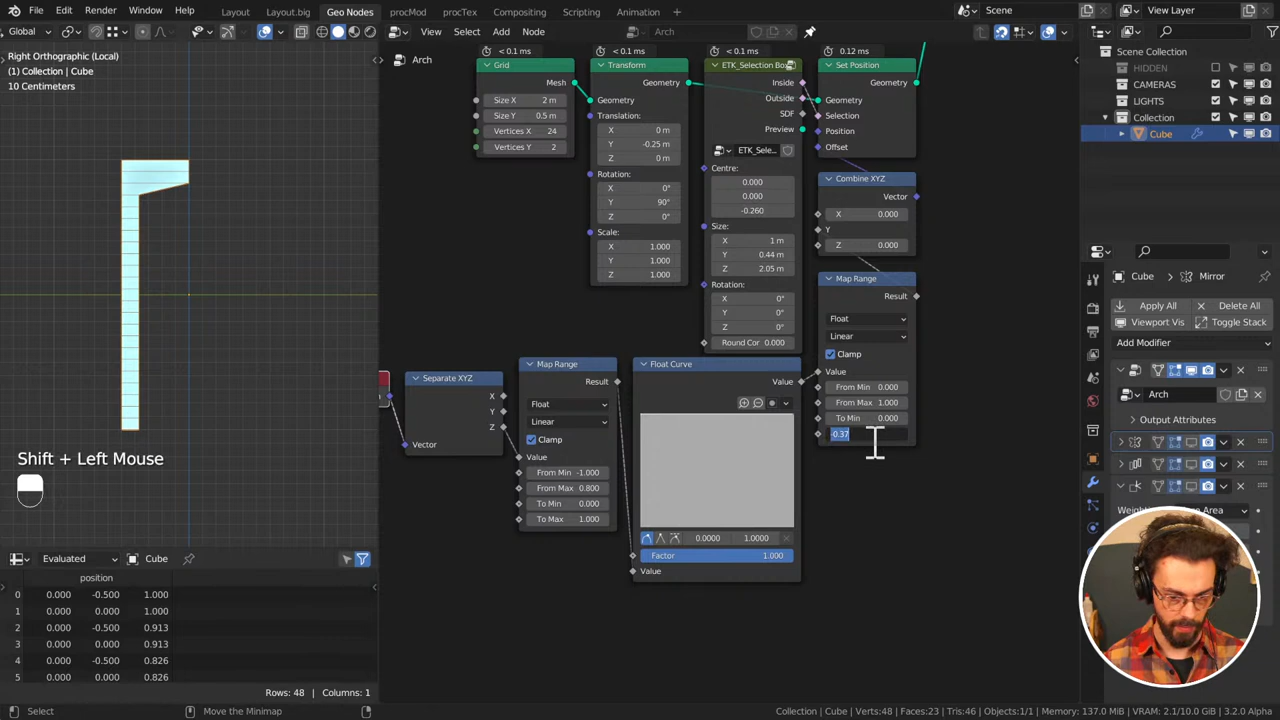 File Edit Render Window Help Layout Layout.big Geo Nodes procMod procTex Compositing Scripting Animation + Scene View Layer
Global View Select Add Node Arch
Right Orthographic (Local)
(1) Collection | Cube
10 Centimeters
Arch
< 0.1 ms < 0.1 ms < 0.1 ms 0.12 ms
Grid
Mesh
Size X 2 m
Size Y 0.5 m
Vertices X 24
Vertices Y 2
Transform
Geometry
Geometry
Translation:
X 0 m
Y -0.25 m
Z 0 m
Rotation:
X 0°
Y 90°
Z 0°
Scale:
X 1.000
Y 1.000
Z 1.000
ETK_Selection Box
Inside
Outside
SDF
Preview
ETK_Sele...
Centre:
0.000
0.000
-0.260
Size:
X 1 m
Y 0.44 m
Z 2.05 m
Rotation:
X 0°
Y 0°
Z 0°
Round Cor 0.000
Set Position
Geometry
Geometry
Selection
Position
Offset
Combine XYZ
Vector
X 0.000
Y
Z 0.000
Map Range
Result
Float
Linear
Clamp
Value
From Min 0.000
From Max 1.000
To Min 0.000
-0.37
Separate XYZ
X
Y
Z
Vector
Map Range
Result
Float
Linear
Clamp
Value
From Min -1.000
From Max 0.800
To Min 0.000
To Max 1.000
Float Curve
Value
0.0000 1.0000
Factor 1.000
Value
Shift + Left Mouse
Evaluated Cube
position
0 0.000 -0.500 1.000
1 0.000 0.000 1.000
2 0.000 -0.500 0.913
3 0.000 0.000 0.913
4 0.000 -0.500 0.826
5 0.000 0.000 0.826
Rows: 48 | Columns: 1
Scene Collection
HIDDEN
CAMERAS
LIGHTS
Collection
Cube
Cube > Mirror
Apply All Delete All
Viewport Vis Toggle Stack
Add Modifier
Arch
Output Attributes
Select Move the Minimap Collection | Cube | Verts:48 | Faces:23 | Tris:46 | Objects:1/1 | Memory: 137.0 MiB | VRAM: 2.1/10.0 GiB | 3.2.0 Alpha